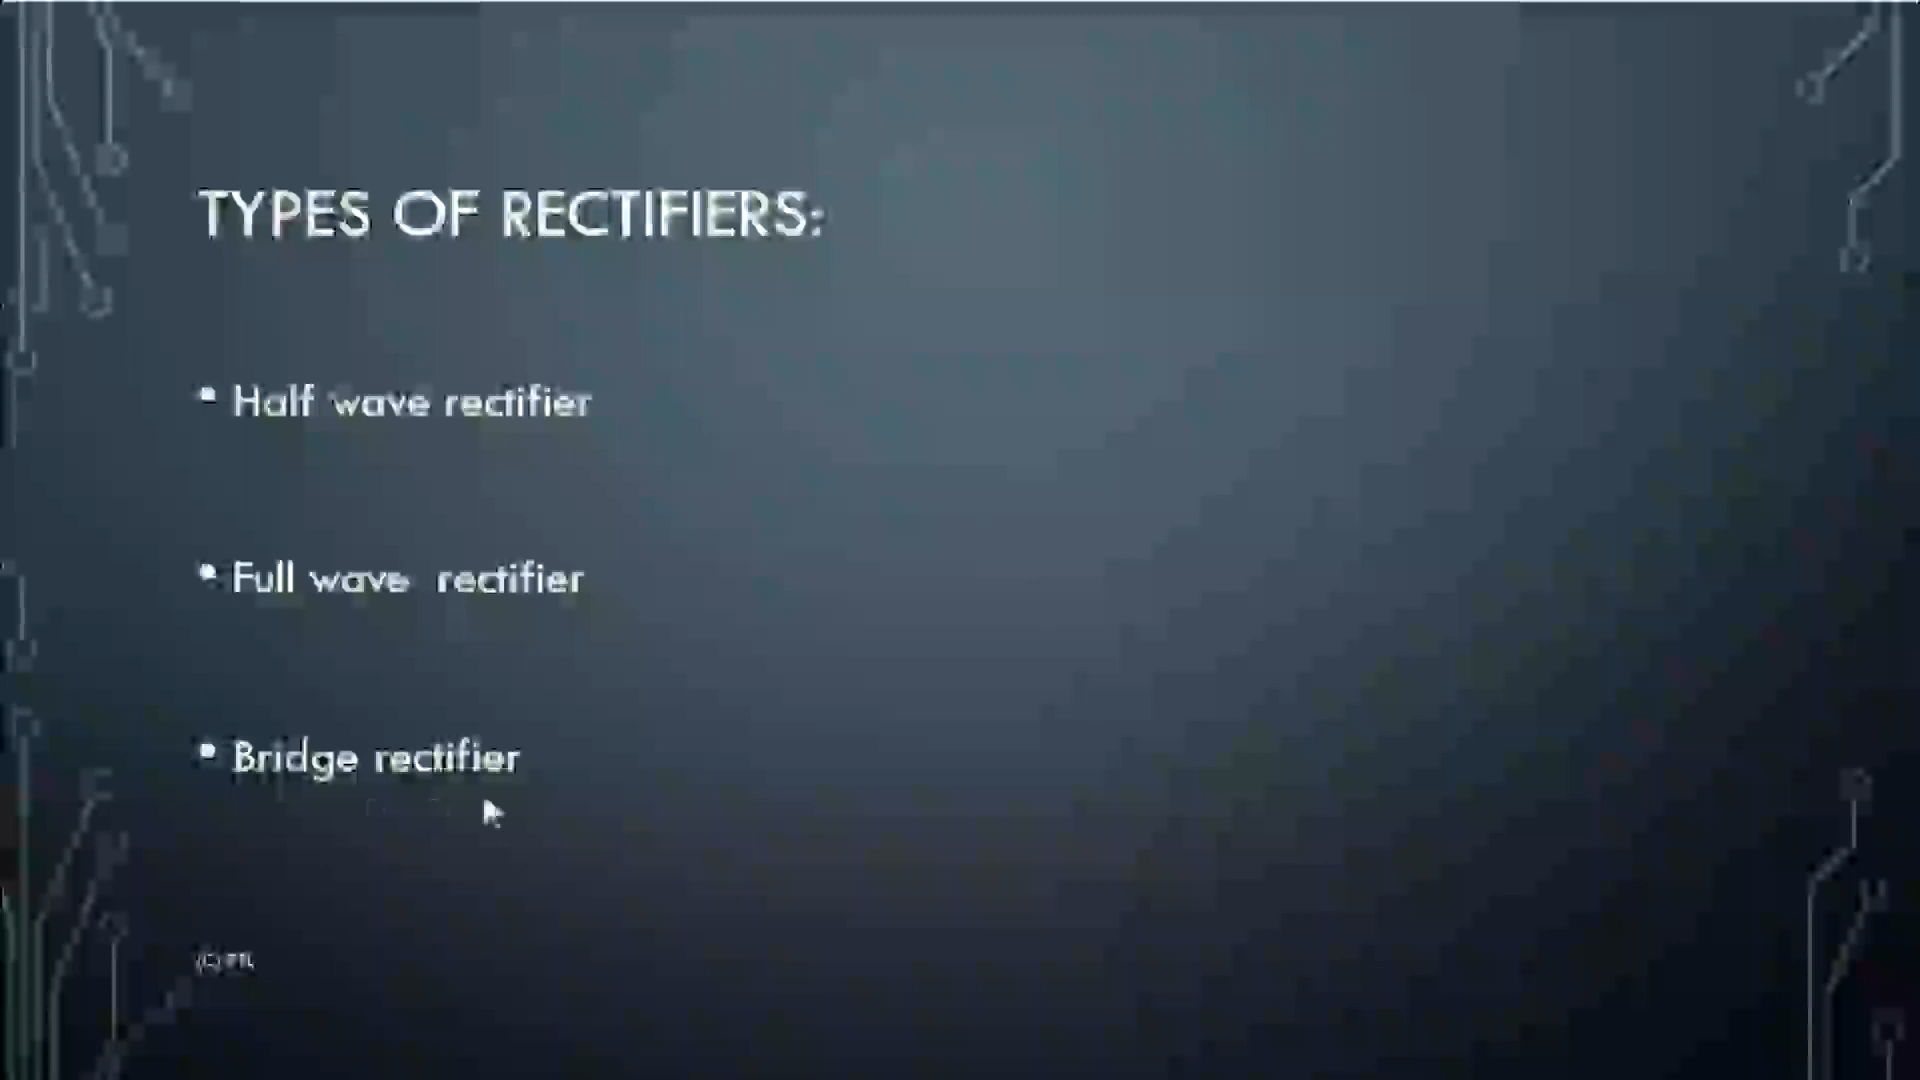 TYPES OF RECTIFIERS:
• Half wave rectifier
• Full wave rectifier
• Bridge rectifier
(C)